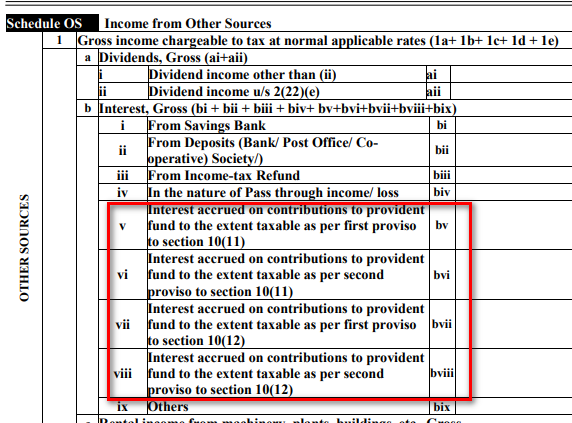 Schedule OS Income from Other Sources
1 Gross income chargeable to tax at normal applicable rates (1a+ 1b+ 1c+ 1d + 1e)
a Dividends, Gross (ai+aii)
i Dividend income other than (ii) ai
ii Dividend income u/s 2(22)(e) aii
b Interest, Gross (bi + bii + biii + biv+ bv+bvi+bvii+bviii+bix)
i From Savings Bank bi
ii From Deposits (Bank/ Post Office/ Co-
operative) Society/) bii
iii From Income-tax Refund biii
iv In the nature of Pass through income/ loss biv
v Interest accrued on contributions to provident
fund to the extent taxable as per first proviso
to section 10(11) bv
vi Interest accrued on contributions to provident
fund to the extent taxable as per second
proviso to section 10(11) bvi
vii Interest accrued on contributions to provident
fund to the extent taxable as per first proviso
to section 10(12) bvii
viii Interest accrued on contributions to provident
fund to the extent taxable as per second
proviso to section 10(12) bviii
ix Others bix
Rental income from machinery, plants, buildings, etc., Gross
OTHER SOURCES